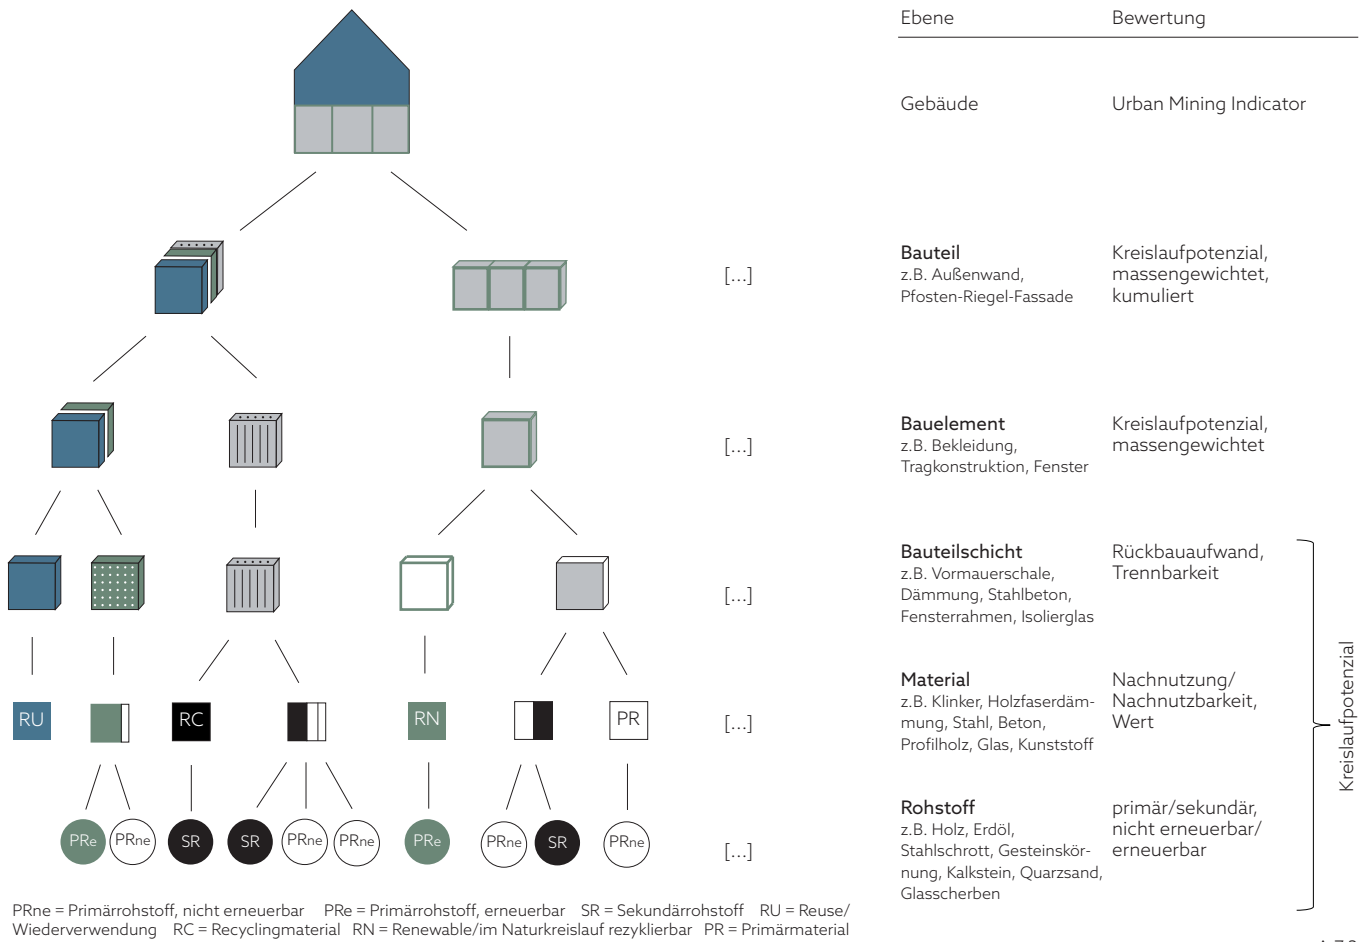 Ebene Bewertung
Gebäude Urban Mining Indicator
[...]
Bauteil
z.B. Außenwand,
Pfosten-Riegel-Fassade
Kreislaufpotenzial,
massengewichtet,
kumuliert
[...]
Bauelement
z.B. Bekleidung,
Tragkonstruktion, Fenster
Kreislaufpotenzial,
massengewichtet
[...]
Bauteilschicht
z.B. Vormauerschale,
Dämmung, Stahlbeton,
Fensterrahmen, Isolierglas
Rückbauaufwand,
Trennbarkeit
RU RC RN PR [...]
Material
z.B. Klinker, Holzfaserdäm-
mung, Stahl, Beton,
Profilholz, Glas, Kunststoff
Nachnutzung/
Nachnutzbarkeit,
Wert
PRe PRne SR SR PRne PRne PRe PRne SR PRne [...]
Rohstoff
z.B. Holz, Erdöl,
Stahlschrott, Gesteinskör-
nung, Kalkstein, Quarzsand,
Glasscherben
primär/sekundär,
nicht erneuerbar/
erneuerbar
Kreislaufpotenzial
PRne = Primärrohstoff, nicht erneuerbar PRe = Primärrohstoff, erneuerbar SR = Sekundärrohstoff RU = Reuse/
Wiederverwendung RC = Recyclingmaterial RN = Renewable/im Naturkreislauf rezyklierbar PR = Primärmaterial